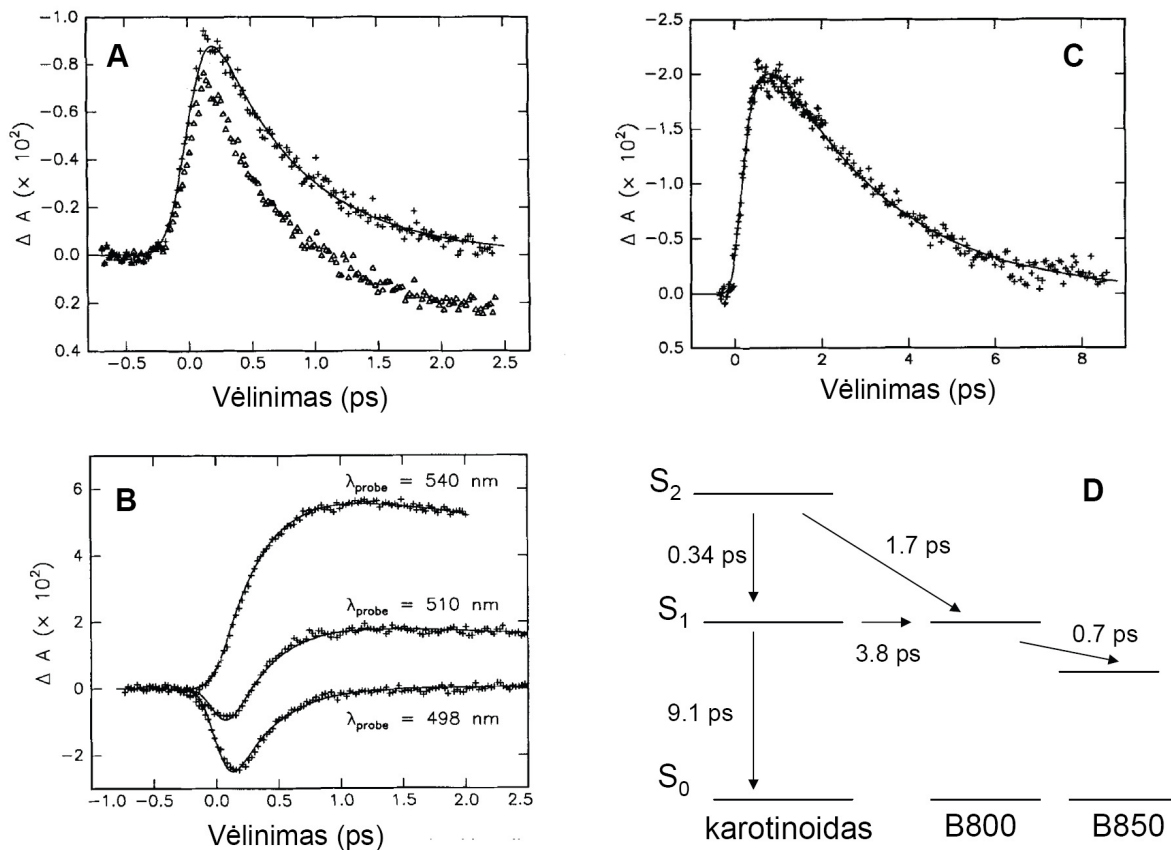 A
Δ A (× 10²)
-1.0
-0.8
-0.6
-0.4
-0.2
0.0
0.2
0.4
-0.5 0.0 0.5 1.0 1.5 2.0 2.5
Vėlinimas (ps)
C
Δ A (× 10²)
-2.5
-2.0
-1.5
-1.0
-0.5
0.0
0.5
0 2 4 6 8
Vėlinimas (ps)
B
Δ A (× 10²)
6
4
2
0
-2
λprobe = 540 nm
λprobe = 510 nm
λprobe = 498 nm
-1.0 -0.5 0.0 0.5 1.0 1.5 2.0 2.5
Vėlinimas (ps)
D
S₂
0.34 ps
1.7 ps
S₁
3.8 ps
0.7 ps
9.1 ps
S₀
karotinoidas B800 B850